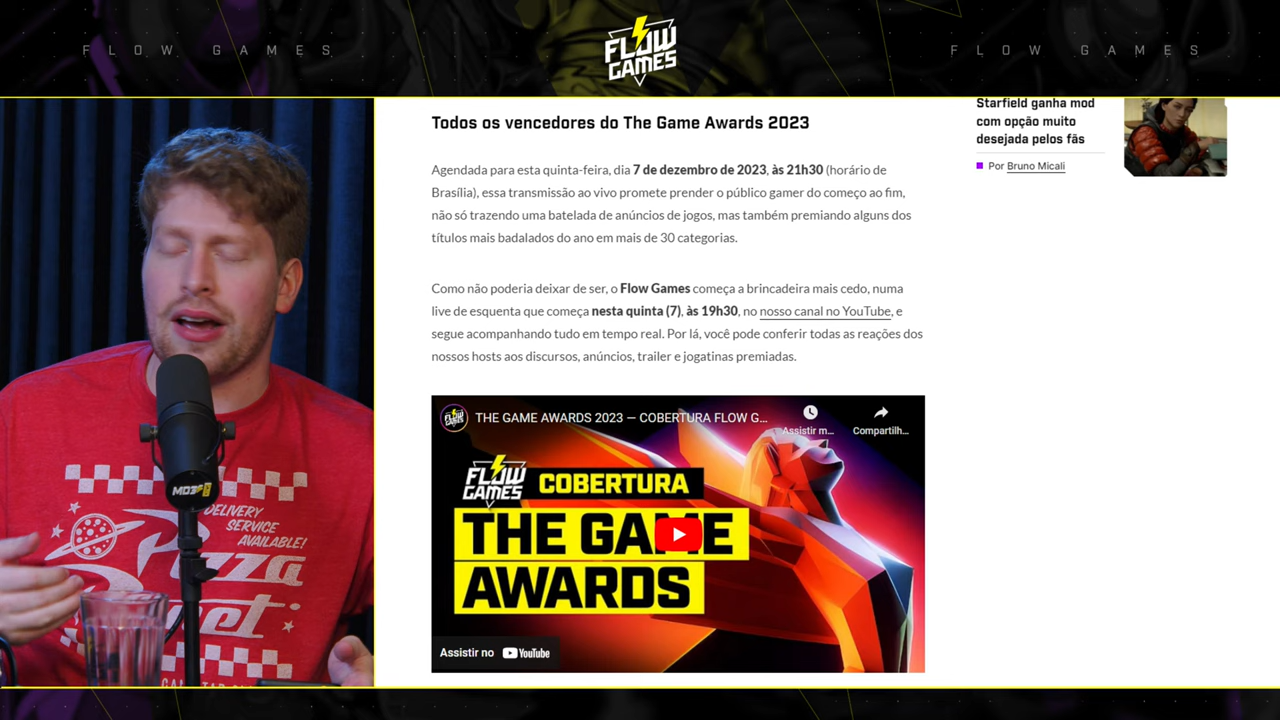 FLOW GAMES
FLOW
GAMES
FLOW GAMES
DELIVERY
SERVICE
AVAILABLE!
Pizza
Todos os vencedores do The Game Awards 2023
Agendada para esta quinta-feira, dia 7 de dezembro de 2023, às 21h30 (horário de
Brasília), essa transmissão ao vivo promete prender o público gamer do começo ao fim,
não só trazendo uma batelada de anúncios de jogos, mas também premiando alguns dos
títulos mais badalados do ano em mais de 30 categorias.
Como não poderia deixar de ser, o Flow Games começa a brincadeira mais cedo, numa
live de esquenta que começa nesta quinta (7), às 19h30, no nosso canal no YouTube, e
segue acompanhando tudo em tempo real. Por lá, você pode conferir todas as reações dos
nossos hosts aos discursos, anúncios, trailer e jogatinas premiadas.
THE GAME AWARDS 2023 — COBERTURA FLOW G...
Assistir m...
Compartilh...
FLOW
GAMES
COBERTURA
THE GAME
AWARDS
Assistir no YouTube
Starfield ganha mod
com opção muito
desejada pelos fãs
Por Bruno Micali